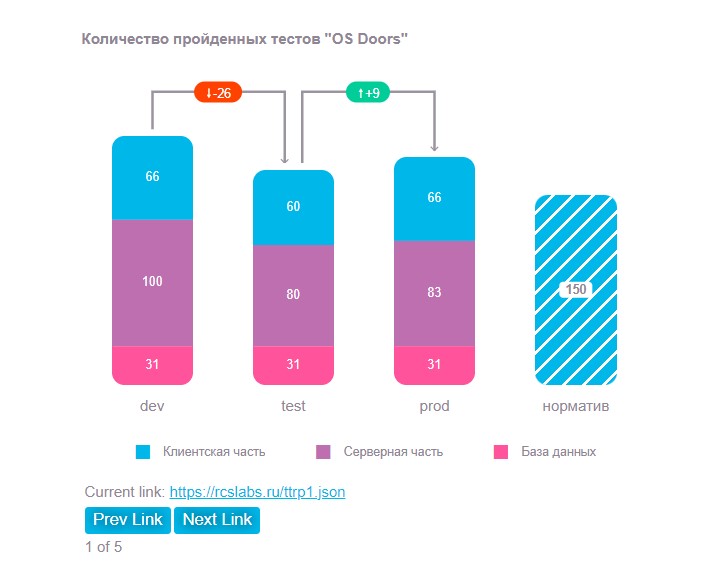 Количество пройденных тестов "OS Doors"
↓-26 ↑+9
66 60 66
100 80 83 150
31 31 31
dev test prod норматив
Клиентская часть Серверная часть База данных
Current link: https://rcslabs.ru/ttrp1.json
Prev Link Next Link
1 of 5